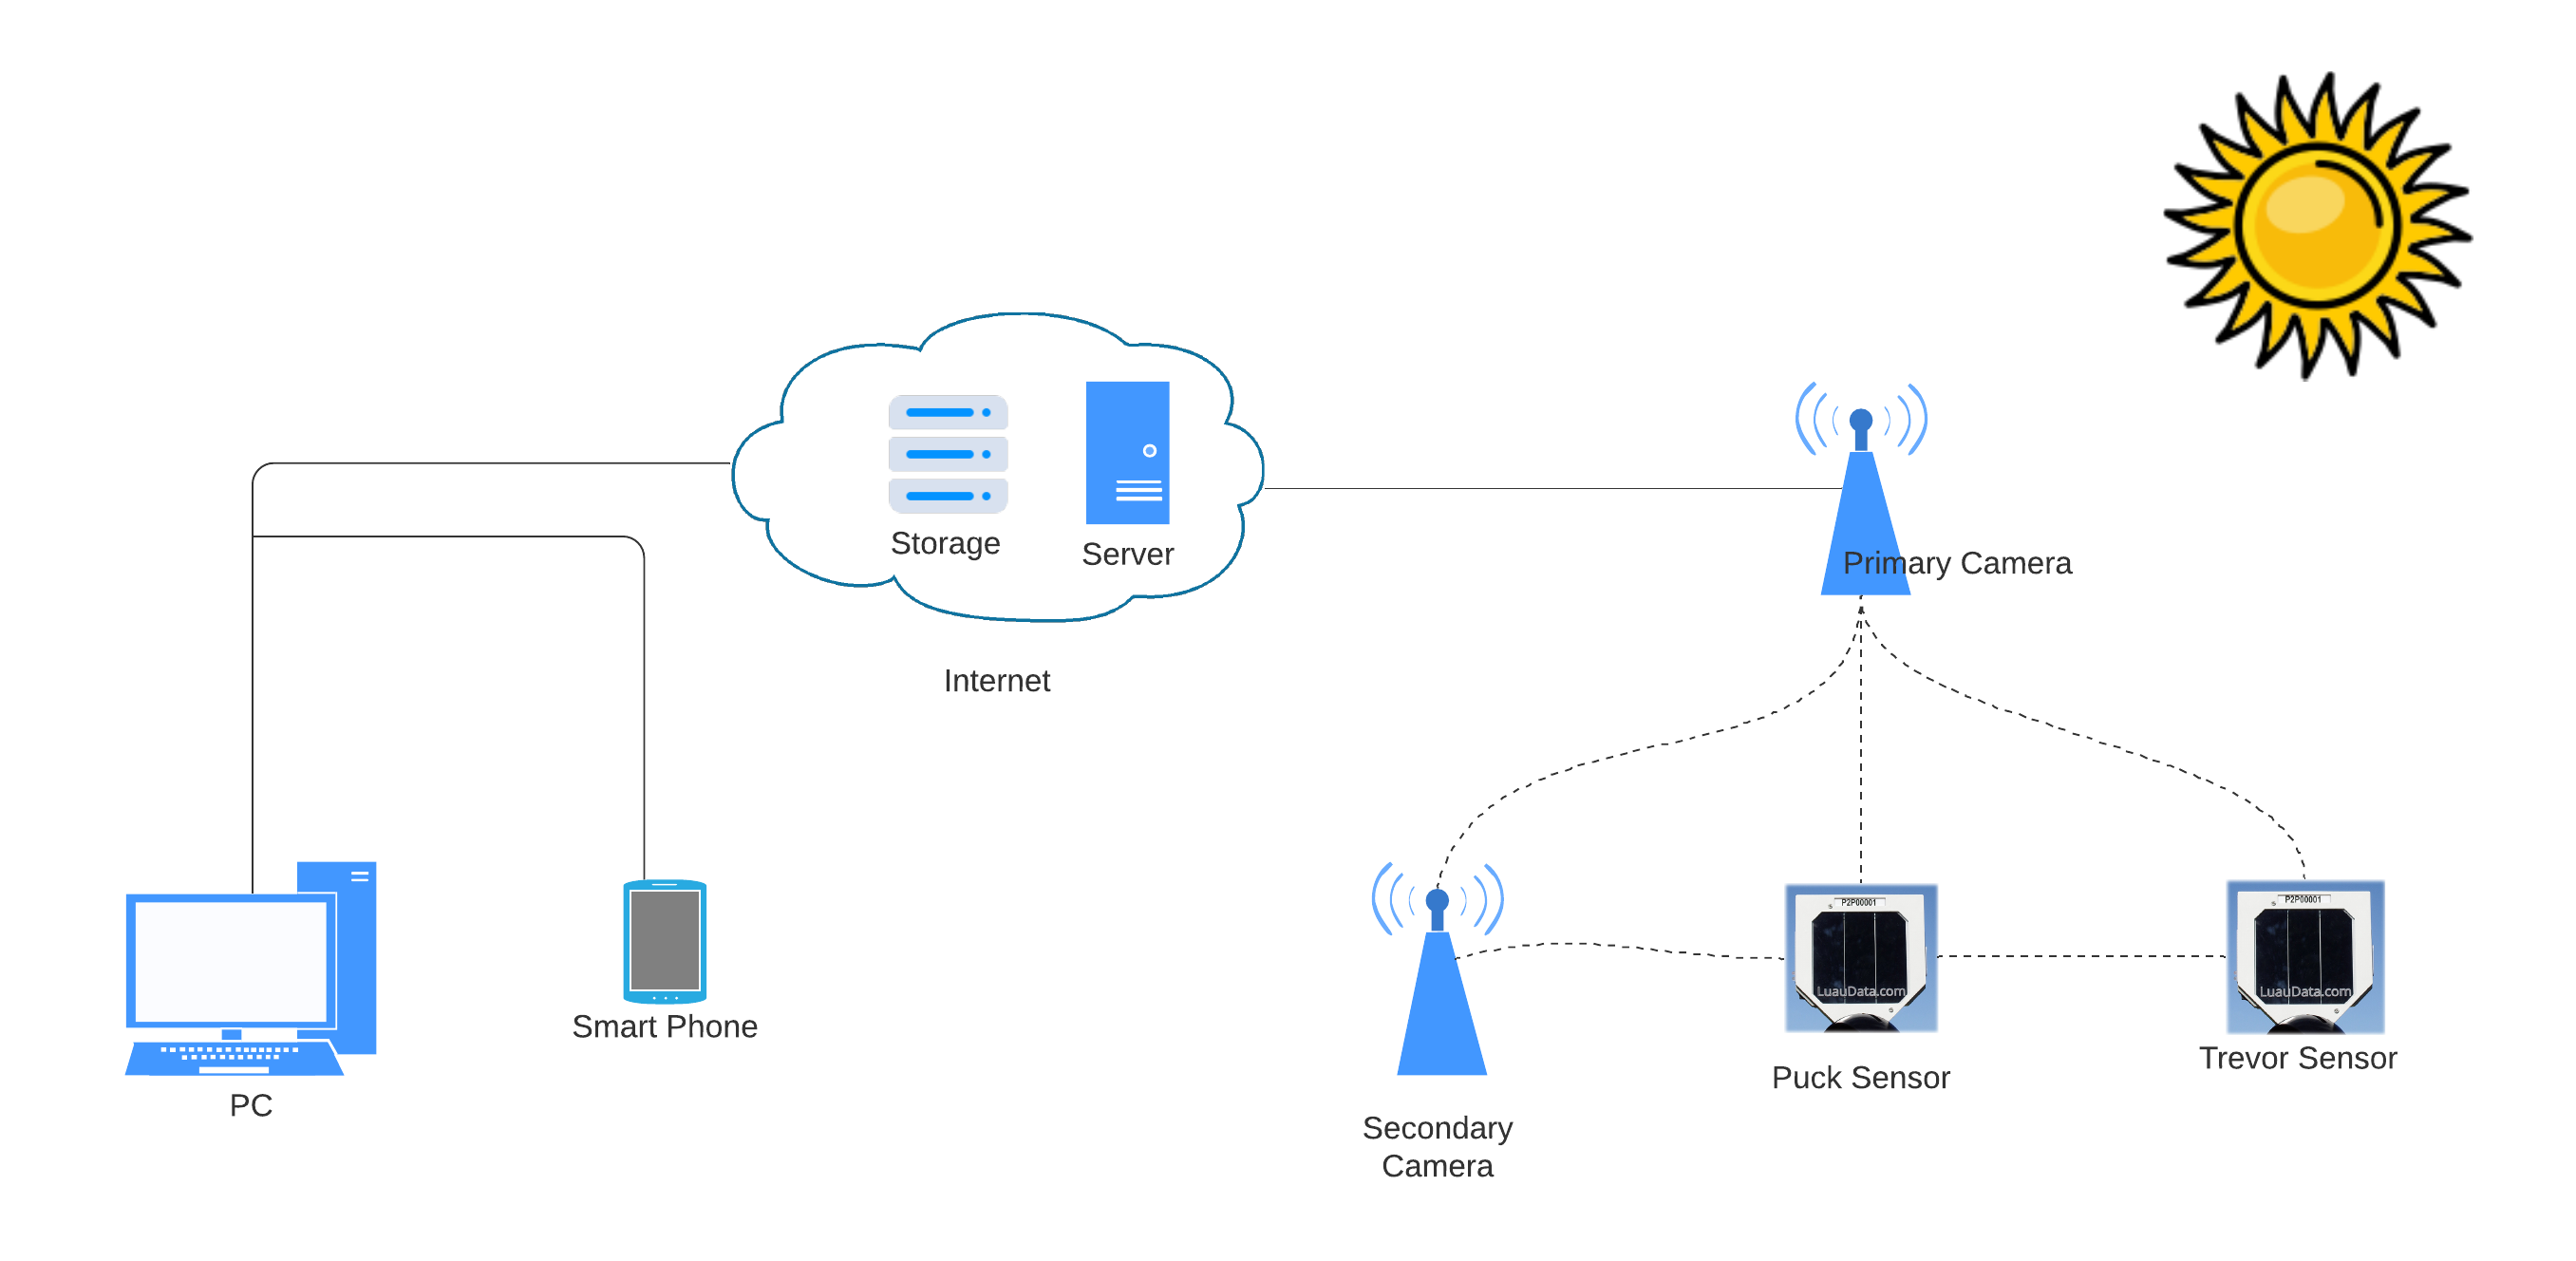 Storage
Server
Primary Camera
Internet
P2P00001
LuauData.com
P2P00001
LuauData.com
Smart Phone
Puck Sensor
Trevor Sensor
PC
Secondary
Camera